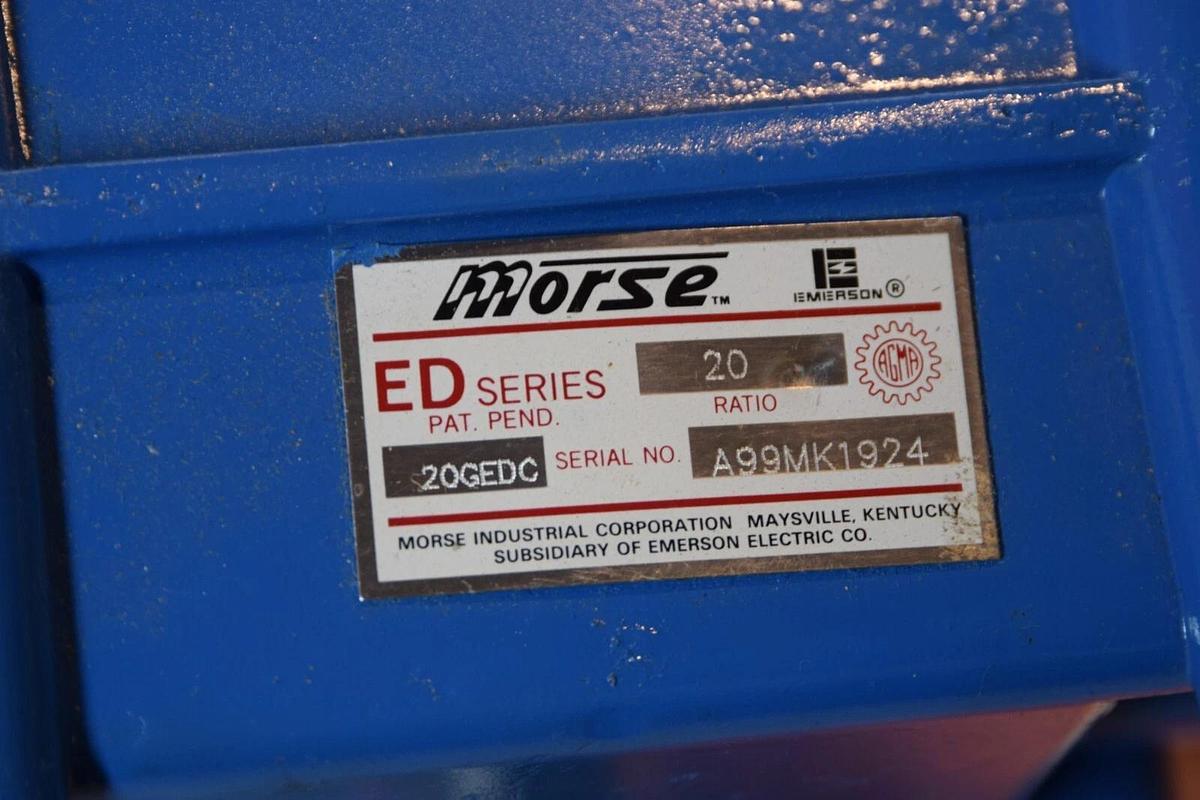 morse™
EMERSON®
ED SERIES
PAT. PEND.
20
RATIO
AGMA
20GEDC
SERIAL NO.
A99MK1924
MORSE INDUSTRIAL CORPORATION MAYSVILLE, KENTUCKY
SUBSIDIARY OF EMERSON ELECTRIC CO.